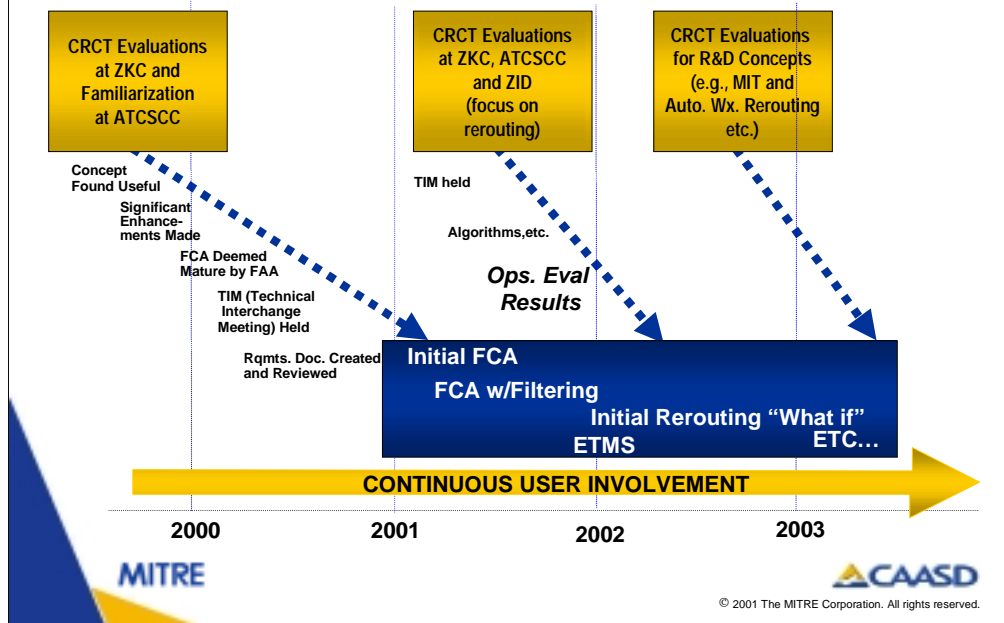 CRCT Evaluations
at ZKC and
Familiarization
at ATCSCC
CRCT Evaluations
at ZKC, ATCSCC
and ZID
(focus on
rerouting)
CRCT Evaluations
for R&D Concepts
(e.g., MIT and
Auto. Wx. Rerouting
etc.)
Concept
Found Useful
Significant
Enhance-
ments Made
FCA Deemed
Mature by FAA
TIM (Technical
Interchange
Meeting) Held
Rqmts. Doc. Created
and Reviewed
TIM held
Algorithms,etc.
Ops. Eval
Results
Initial FCA
FCA w/Filtering
Initial Rerouting “What if”
ETMS
ETC…
CONTINUOUS USER INVOLVEMENT
2000
2001
2002
2003
MITRE
CAASD
© 2001 The MITRE Corporation. All rights reserved.